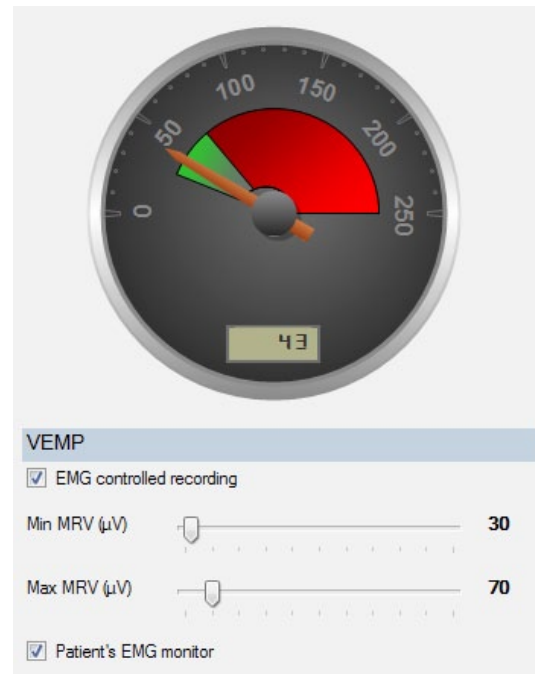 0
50
100
150
200
250
43
VEMP
EMG controlled recording
Min MRV (µV) 30
Max MRV (µV) 70
Patient's EMG monitor